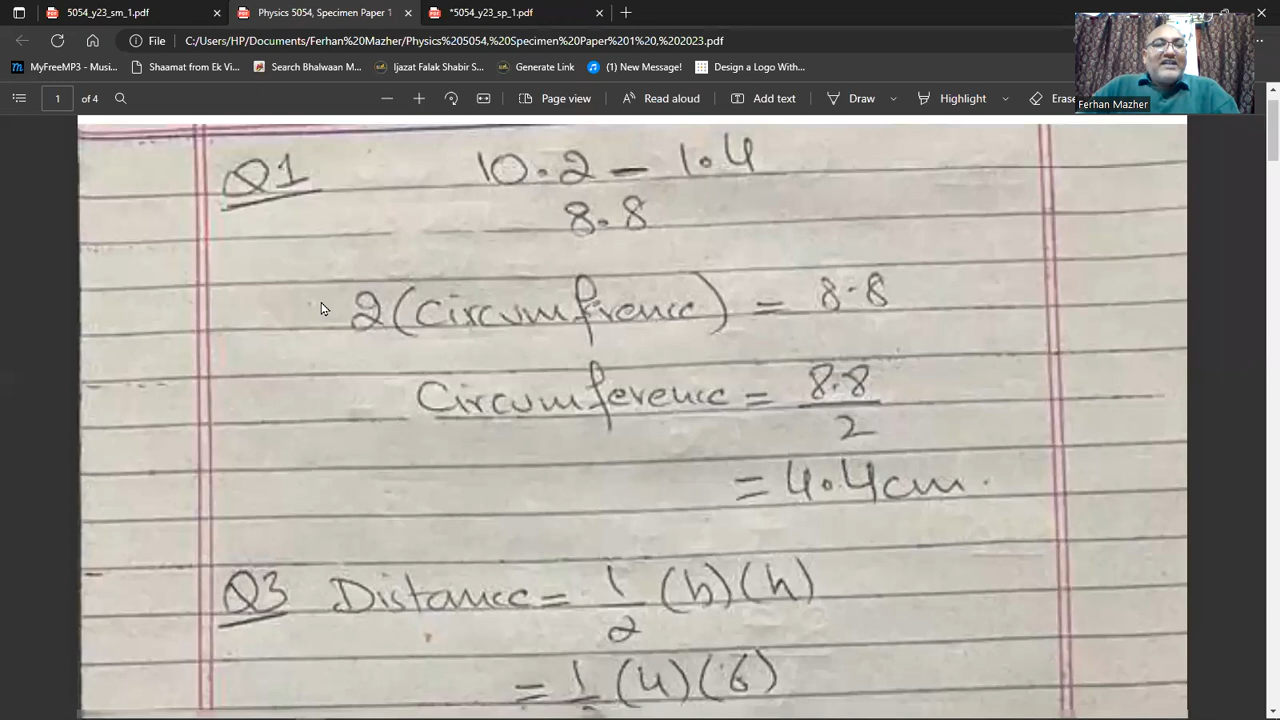 5054_y23_sm_1.pdf
Physics 5054, Specimen Paper 1
*5054_y23_sp_1.pdf
File
C:/Users/HP/Documents/Ferhan%20Mazher/Physics%20 %20Specimen%20Paper%201%20,%202023.pdf
MyFreeMP3 - Musi...
Shaamat from Ek Vi...
Search Bhalwaan M...
Ijazat Falak Sha
Generate Link
(1) New Message!
Design a Logo With...
1 of 4
Page view
Read aloud
Add text
Draw
Highlight
Erase
Ferhan Mazher
Q1 10.2 - 1.4
8.8
2(Circumference) = 8.8
Circumference = 8.8
2
= 4.4cm.
Q3 Distance = 1 (b)(h)
2
= 1 (4)(6)